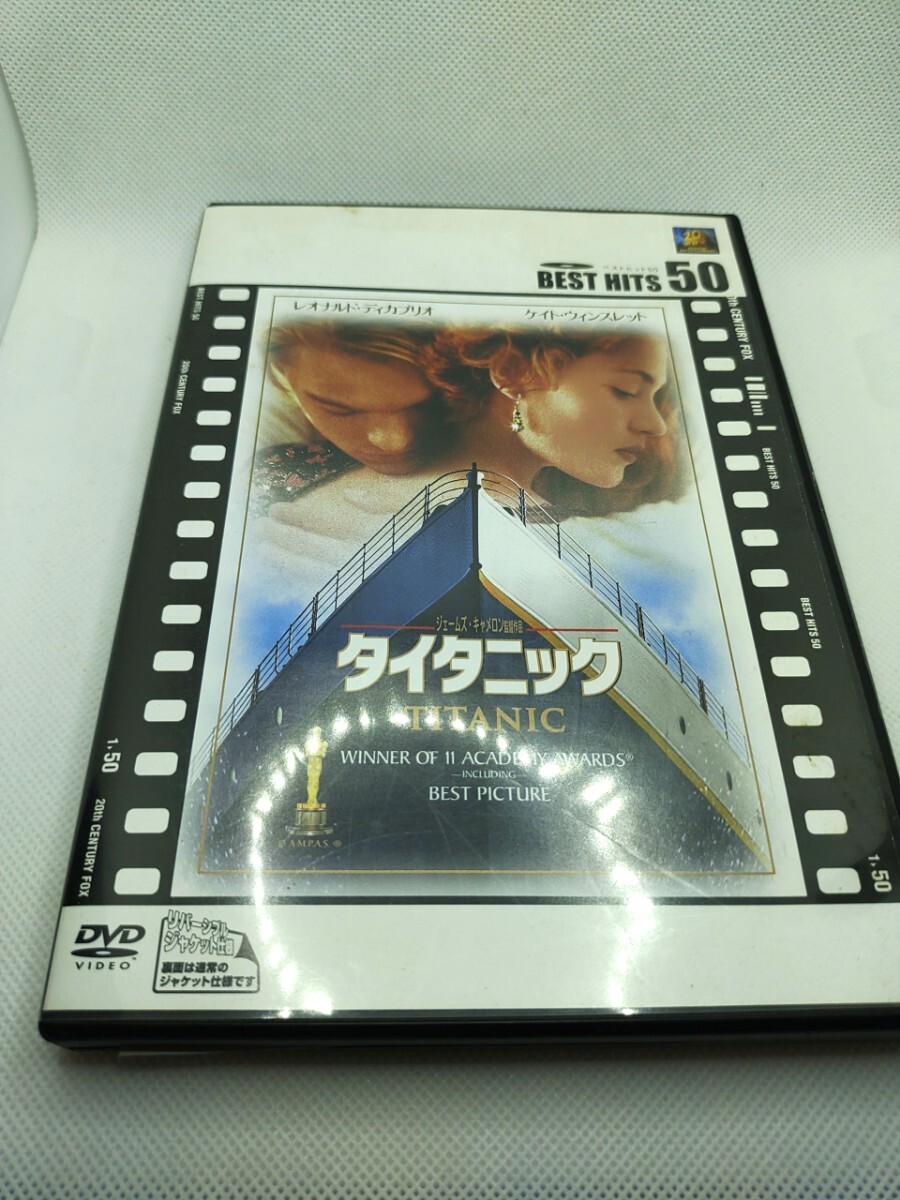 ベストヒット50
BEST HITS 50
レオナルド・ディカプリオ
ケイト・ウィンスレット
BEST HITS 50
20th CENTURY FOX
1.50
20th CENTURY FOX
CENTURY FOX
BEST HITS 50
BEST HITS 50
1.50
ジェームズ・キャメロン監督作品
タイタニック
TITANIC
WINNER OF 11 ACADEMY AWARDS®
INCLUDING
BEST PICTURE
©A.M.P.A.S.®
DVD
VIDEO™
リバーシブル
ジャケット仕様
裏面は通常の
ジャケット仕様です